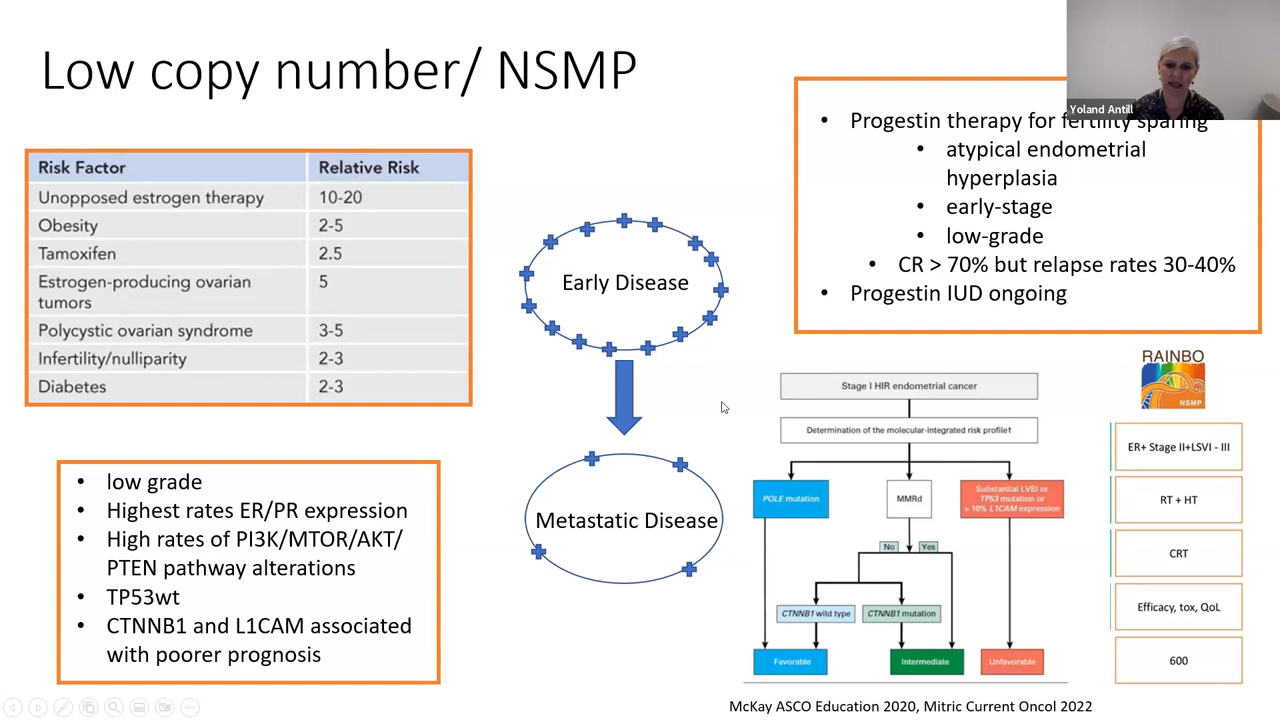 Low copy number/ NSMP
Yoland Antill
Risk Factor Relative Risk
Unopposed estrogen therapy 10-20
Obesity 2-5
Tamoxifen 2.5
Estrogen-producing ovarian
tumors 5
Polycystic ovarian syndrome 3-5
Infertility/nulliparity 2-3
Diabetes 2-3
• low grade
• Highest rates ER/PR expression
• High rates of PI3K/MTOR/AKT/
PTEN pathway alterations
• TP53wt
• CTNNB1 and L1CAM associated
with poorer prognosis
Early Disease
Metastatic Disease
• Progestin therapy for fertility sparing
• atypical endometrial
hyperplasia
• early-stage
• low-grade
• CR > 70% but relapse rates 30-40%
• Progestin IUD ongoing
Stage I HIR endometrial cancer
Determination of the molecular-integrated risk profile†
POLE mutation
MMRd
Substantial LVSI or
TP53 mutation or
>10% L1CAM expression
No Yes
CTNNB1 wild type
CTNNB1 mutation
Favorable
Intermediate
Unfavorable
RAINBO
NSMP
ER+ Stage II+LSVI - III
RT + HT
CRT
Efficacy, tox, QoL
600
McKay ASCO Education 2020, Mitric Current Oncol 2022